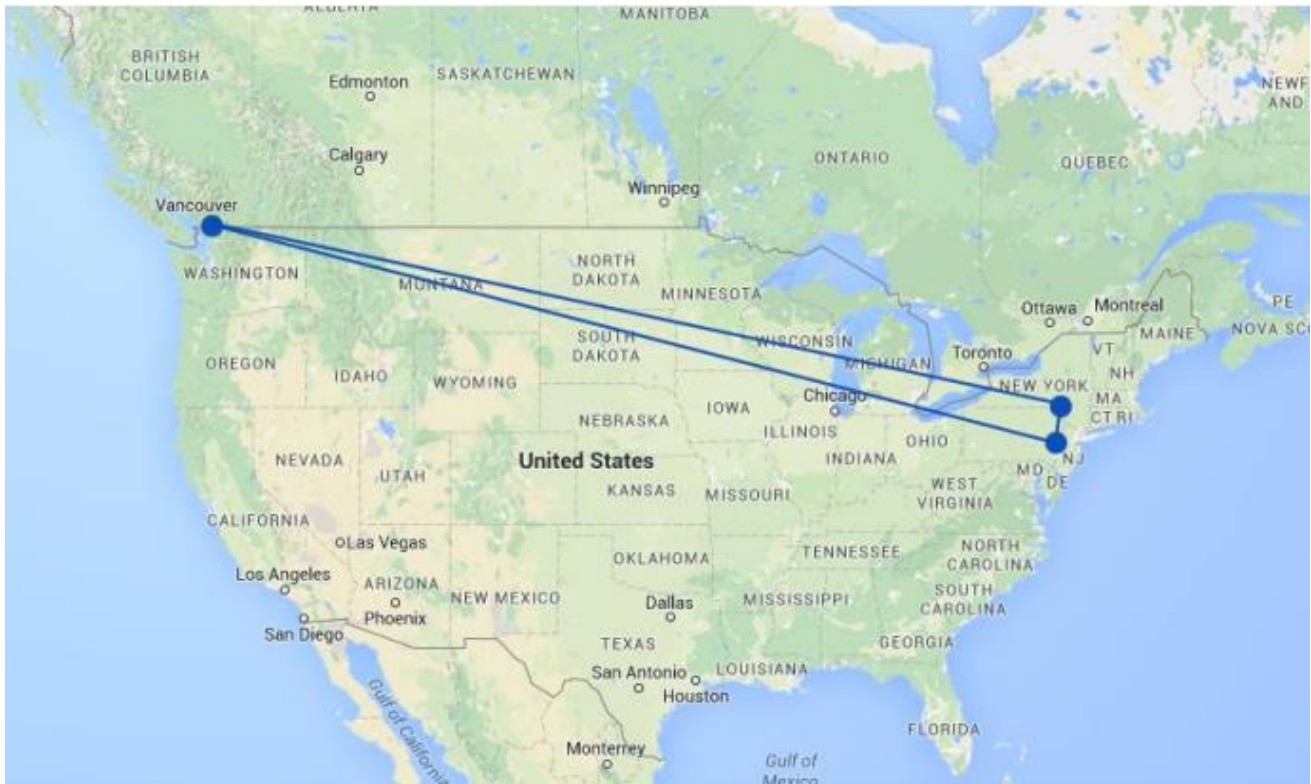 ALBERTA
MANITOBA
BRITISH
COLUMBIA
Edmonton
SASKATCHEWAN
NEWF
AND
Calgary
ONTARIO
QUEBEC
Winnipeg
Vancouver
WASHINGTON
MONTANA
NORTH
DAKOTA
MINNESOTA
Ottawa
Montreal
PE
NOVA SCO
MAINE
OREGON
IDAHO
SOUTH
DAKOTA
WISCONSIN
MICHIGAN
Toronto
VT
NH
WYOMING
NEW YORK
MA
CT RI
Chicago
IOWA
NEBRASKA
ILLINOIS
OHIO
INDIANA
NJ
MD
DE
NEVADA
UTAH
United States
KANSAS
MISSOURI
WEST
VIRGINIA
CALIFORNIA
Las Vegas
OKLAHOMA
TENNESSEE
NORTH
CAROLINA
Los Angeles
ARIZONA
Phoenix
NEW MEXICO
Dallas
MISSISSIPPI
SOUTH
CAROLINA
San Diego
TEXAS
GEORGIA
San Antonio
Houston
LOUISIANA
Gulf of California
FLORIDA
Monterrey
Gulf of
Mexico